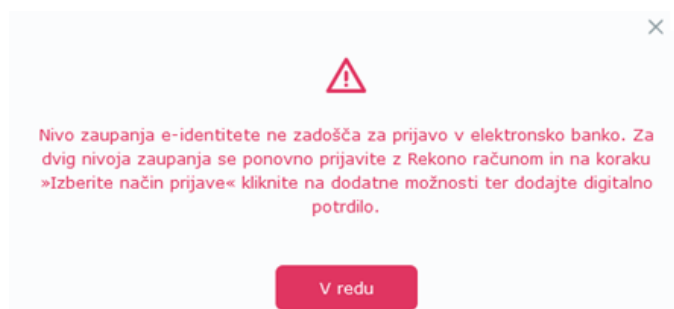 Nivo zaupanja e-identitete ne zadošča za prijavo v elektronsko banko. Za
dvig nivoja zaupanja se ponovno prijavite z Rekono računom in na koraku
»Izberite način prijave« kliknite na dodatne možnosti ter dodajte digitalno
potrdilo.
V redu